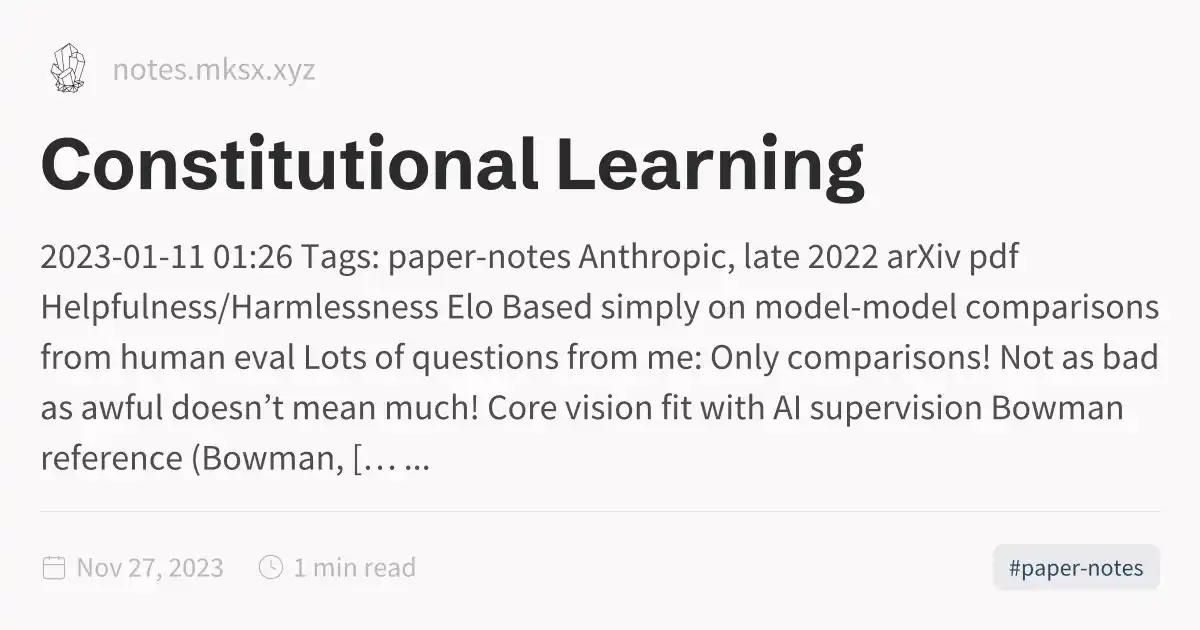 notes.mksx.xyz
Constitutional Learning
2023-01-11 01:26 Tags: paper-notes Anthropic, late 2022 arXiv pdf
Helpfulness/Harmlessness Elo Based simply on model-model comparisons
from human eval Lots of questions from me: Only comparisons! Not as bad
as awful doesn’t mean much! Core vision fit with AI supervision Bowman
reference (Bowman, [… ...
Nov 27, 2023 1 min read #paper-notes